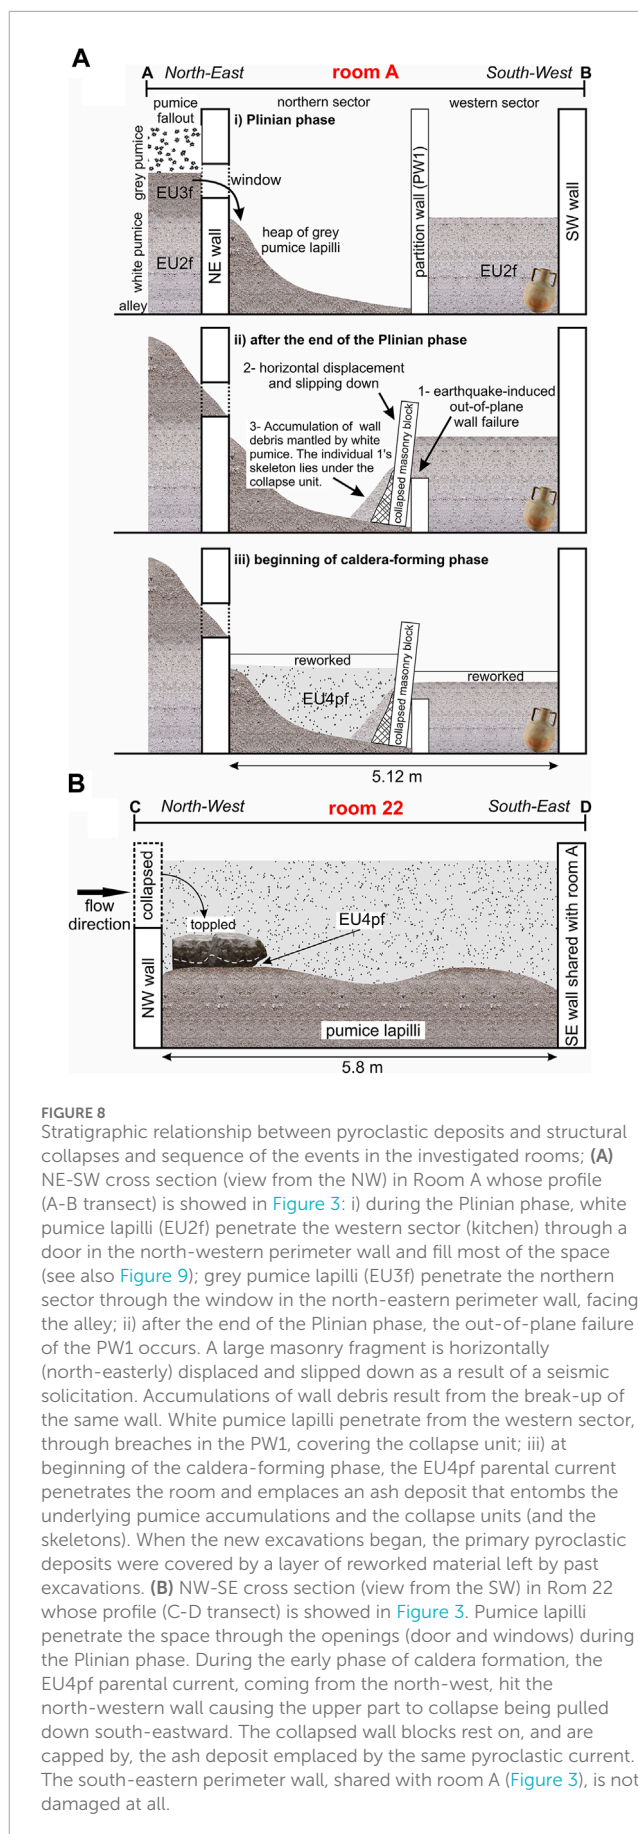 A
A North-East room A South-West B
northern sector western sector
pumice
fallout
i) Plinian phase
grey pumice
white pumice
EU3f
window
heap of grey
pumice lapilli
EU2f
NE wall
partition wall (PW1)
EU2f
SW wall
alley
ii) after the end of the Plinian phase
2- horizontal displacement
and slipping down
1- earthquake-induced
out-of-plane
wall failure
3- Accumulation of wall
debris mantled by white
pumice. The individual 1's
skeleton lies under the
collapse unit.
collapsed masonry block
iii) beginning of caldera-forming phase
reworked
EU4pf
collapsed masonry block
reworked
5.12 m
B
C North-West room 22 South-East D
collapsed
flow
direction
toppled
EU4pf
NW wall
SE wall shared with room A
pumice lapilli
5.8 m
FIGURE 8
Stratigraphic relationship between pyroclastic deposits and structural
collapses and sequence of the events in the investigated rooms; (A)
NE-SW cross section (view from the NW) in Room A whose profile
(A-B transect) is showed in Figure 3: i) during the Plinian phase, white
pumice lapilli (EU2f) penetrate the western sector (kitchen) through a
door in the north-western perimeter wall and fill most of the space
(see also Figure 9); grey pumice lapilli (EU3f) penetrate the northern
sector through the window in the north-eastern perimeter wall, facing
the alley; ii) after the end of the Plinian phase, the out-of-plane failure
of the PW1 occurs. A large masonry fragment is horizontally
(north-easterly) displaced and slipped down as a result of a seismic
solicitation. Accumulations of wall debris result from the break-up of
the same wall. White pumice lapilli penetrate from the western sector,
through breaches in the PW1, covering the collapse unit; iii) at
beginning of the caldera-forming phase, the EU4pf parental current
penetrates the room and emplaces an ash deposit that entombs the
underlying pumice accumulations and the collapse units (and the
skeletons). When the new excavations began, the primary pyroclastic
deposits were covered by a layer of reworked material left by past
excavations. (B) NW-SE cross section (view from the SW) in Rom 22
whose profile (C-D transect) is showed in Figure 3. Pumice lapilli
penetrate the space through the openings (door and windows) during
the Plinian phase. During the early phase of caldera formation, the
EU4pf parental current, coming from the north-west, hit the
north-western wall causing the upper part to collapse being pulled
down south-eastward. The collapsed wall blocks rest on, and are
capped by, the ash deposit emplaced by the same pyroclastic current.
The south-eastern perimeter wall, shared with room A (Figure 3), is not
damaged at all.